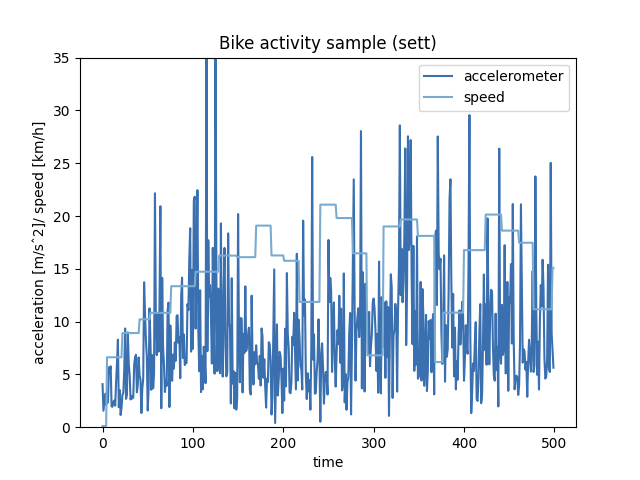 Bike activity sample (sett)
accelerometer
speed
acceleration [m/s^2]/ speed [km/h]
35
30
25
20
15
10
5
0
0 100 200 300 400 500
time